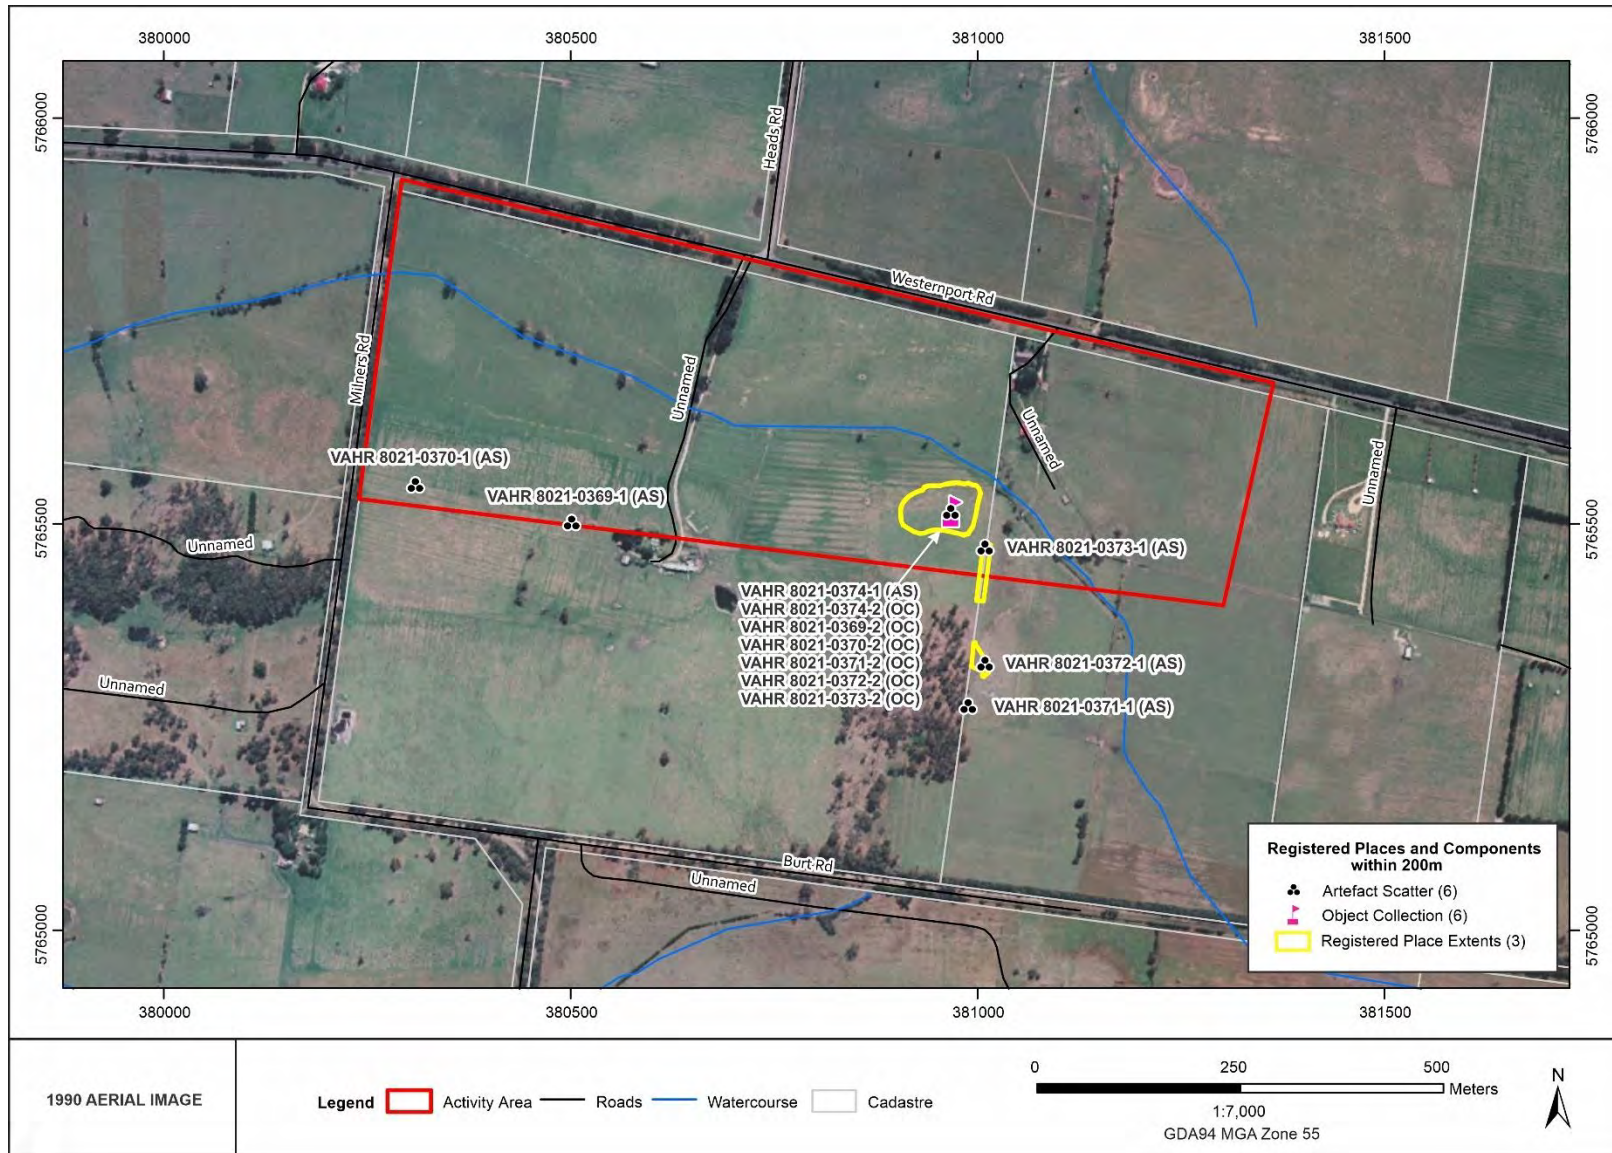 380000
380500
381000
381500
5766000
5766000
Heads Rd
Westernport Rd
Milners Rd
Unnamed
Unnamed
Unnamed
VAHR 8021-0370-1 (AS)
VAHR 8021-0369-1 (AS)
5765500
5765500
Unnamed
VAHR 8021-0373-1 (AS)
VAHR 8021-0374-1 (AS)
VAHR 8021-0374-2 (OC)
VAHR 8021-0369-2 (OC)
VAHR 8021-0370-2 (OC)
VAHR 8021-0371-2 (OC)
VAHR 8021-0372-2 (OC)
VAHR 8021-0373-2 (OC)
VAHR 8021-0372-1 (AS)
VAHR 8021-0371-1 (AS)
Unnamed
Burt Rd
Unnamed
5765000
5765000
Registered Places and Components
within 200m
Artefact Scatter (6)
Object Collection (6)
Registered Place Extents (3)
380000
380500
381000
381500
1990 AERIAL IMAGE
Legend
Activity Area
Roads
Watercourse
Cadastre
0
250
500
Meters
1:7,000
GDA94 MGA Zone 55
N